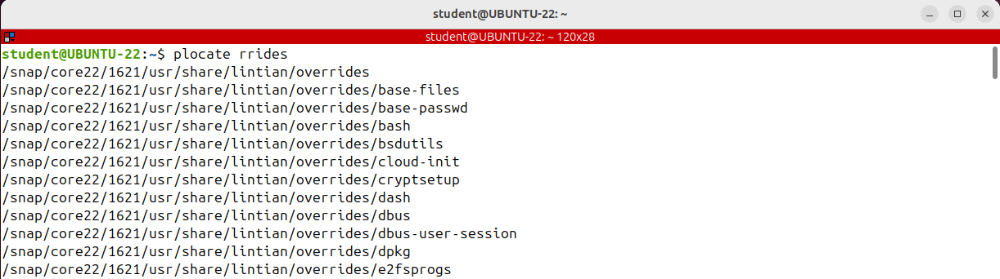 student@UBUNTU-22: ~
student@UBUNTU-22: ~ 120x28
student@UBUNTU-22:~$ plocate rrides
/snap/core22/1621/usr/share/lintian/overrides
/snap/core22/1621/usr/share/lintian/overrides/base-files
/snap/core22/1621/usr/share/lintian/overrides/base-passwd
/snap/core22/1621/usr/share/lintian/overrides/bash
/snap/core22/1621/usr/share/lintian/overrides/bsdutils
/snap/core22/1621/usr/share/lintian/overrides/cloud-init
/snap/core22/1621/usr/share/lintian/overrides/cryptsetup
/snap/core22/1621/usr/share/lintian/overrides/dash
/snap/core22/1621/usr/share/lintian/overrides/dbus
/snap/core22/1621/usr/share/lintian/overrides/dbus-user-session
/snap/core22/1621/usr/share/lintian/overrides/dpkg
/snap/core22/1621/usr/share/lintian/overrides/e2fsprogs